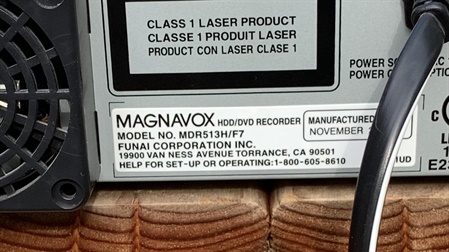 CLASS 1 LASER PRODUCT
CLASSE 1 PRODUIT LASER
PRODUCT CON LASER CLASE 1
POWER
POWER
MAGNAVOX HDD/DVD RECORDER
MANUFACTURED
NOVEMBER
MODEL NO. MDR513H/F7
FUNAI CORPORATION INC.
19900 VAN NESS AVENUE TORRANCE, CA 90501
HELP FOR SET-UP OR OPERATING:1-800-605-8610